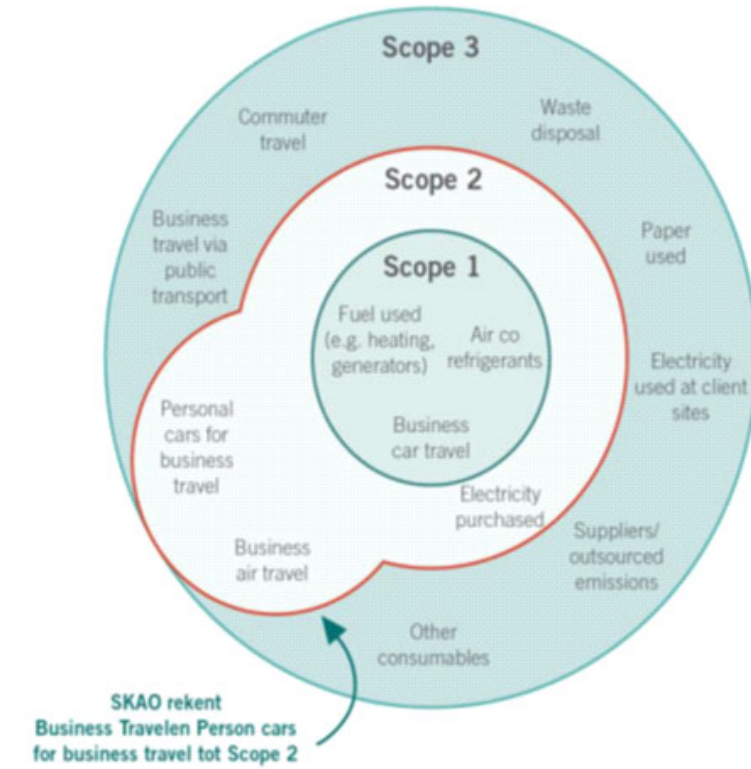 Scope 3
Commuter
travel
Waste
disposal
Scope 2
Business
travel via
public
transport
Paper
used
Scope 1
Fuel used
(e.g. heating,
generators)
Air co
refrigerants
Business
car travel
Electricity
used at client
sites
Personal
cars for
business
travel
Electricity
purchased
Business
air travel
Suppliers/
outsourced
emissions
Other
consumables
SKAO rekent
Business Travelen Person cars
for business travel tot Scope 2